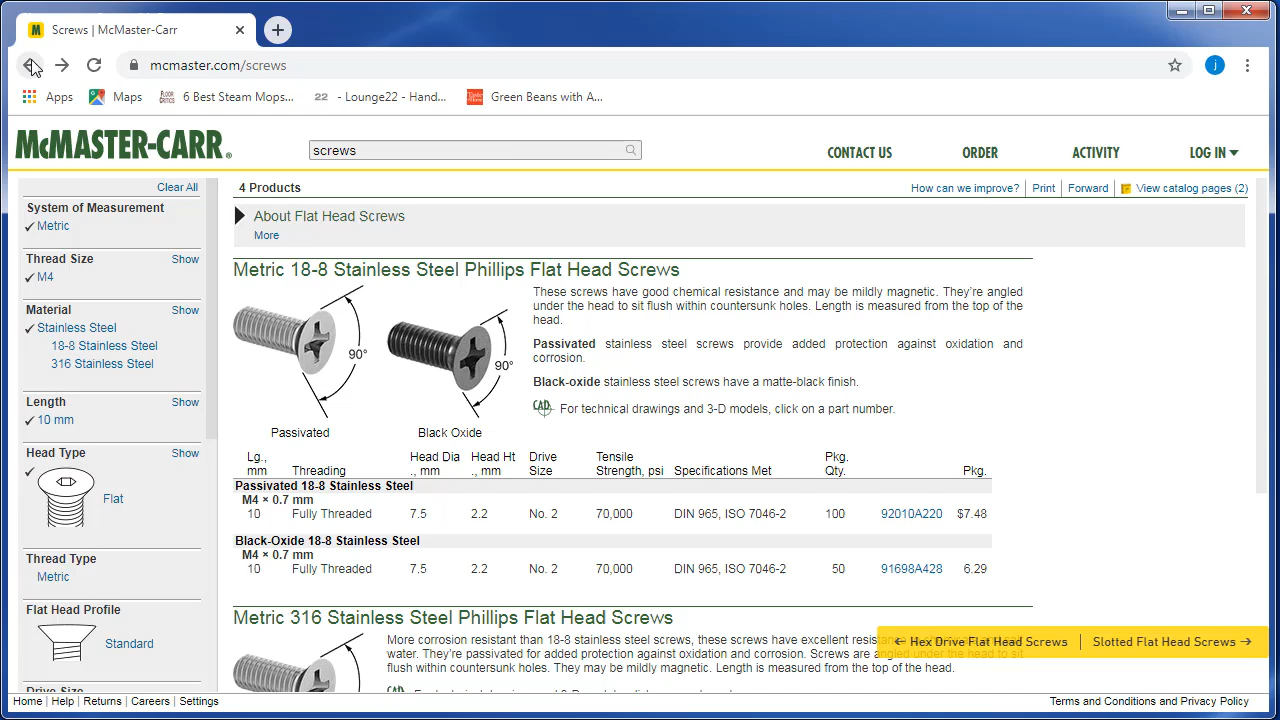 Screws | McMaster-Carr
mcmaster.com/screws
j
Apps
Maps
FLOOR CRITICS
6 Best Steam Mops...
22
- Lounge22 - Hand...
Green Beans with A...
McMASTER-CARR®
screws
CONTACT US
ORDER
ACTIVITY
LOG IN
Clear All
System of Measurement
Metric
Thread Size Show
M4
Material Show
Stainless Steel
18-8 Stainless Steel
316 Stainless Steel
Length Show
10 mm
Head Type Show
Flat
Thread Type
Metric
Flat Head Profile
Standard
Drive Size
4 Products
How can we improve? Print Forward View catalog pages (2)
About Flat Head Screws
More
Metric 18-8 Stainless Steel Phillips Flat Head Screws
90°
90°
Passivated Black Oxide
These screws have good chemical resistance and may be mildly magnetic. They're angled
under the head to sit flush within countersunk holes. Length is measured from the top of the
head.
Passivated stainless steel screws provide added protection against oxidation and
corrosion.
Black-oxide stainless steel screws have a matte-black finish.
CAD For technical drawings and 3-D models, click on a part number.
Lg., Head Dia Head Ht Drive Tensile Pkg.
mm Threading ., mm ., mm Size Strength, psi Specifications Met Qty. Pkg.
Passivated 18-8 Stainless Steel
M4 × 0.7 mm
10 Fully Threaded 7.5 2.2 No. 2 70,000 DIN 965, ISO 7046-2 100 92010A220 $7.48
Black-Oxide 18-8 Stainless Steel
M4 × 0.7 mm
10 Fully Threaded 7.5 2.2 No. 2 70,000 DIN 965, ISO 7046-2 50 91698A428 6.29
Metric 316 Stainless Steel Phillips Flat Head Screws
More corrosion resistant than 18-8 stainless steel screws, these screws have excellent
water. They're passivated for added protection against oxidation and corrosion. Screws are angled under the head to sit
flush within countersunk holes. They may be mildly magnetic. Length is measured from the top of the
head.
← Hex Drive Flat Head Screws Slotted Flat Head Screws →
Home | Help | Returns | Careers | Settings
Terms and Conditions and Privacy Policy